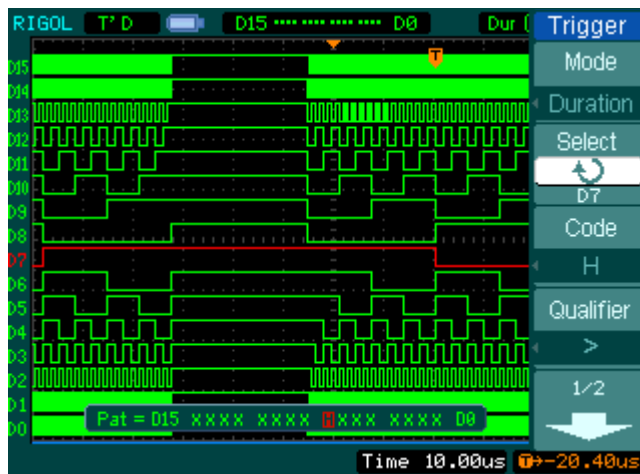 RIGOL T'D D15 ···· ···· ···· ···· D0 Dur (
Trigger
Mode
Duration
Select
D7
Code
H
Qualifier
>
1/2
T
D15
D14
D13
D12
D11
D10
D9
D8
D7
D6
D5
D4
D3
D2
D1
D0
Pat = D15 XXXX XXXX HXXX XXXX D0
Time 10.00us T→-20.40us